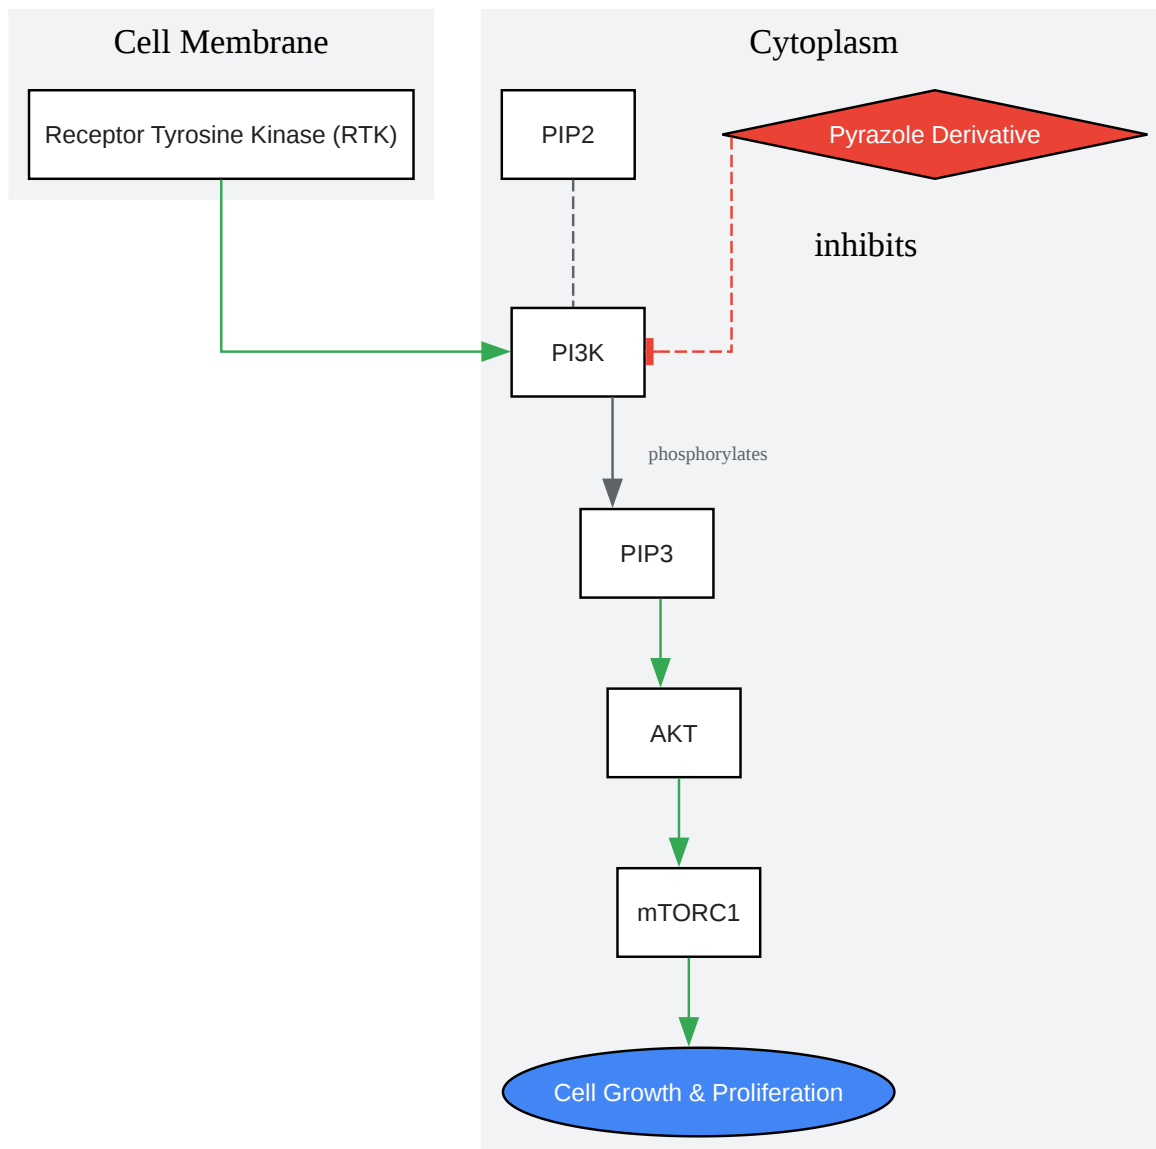 Cell Membrane
Cytoplasm
Receptor Tyrosine Kinase (RTK)
PIP2
Pyrazole Derivative
inhibits
PI3K
phosphorylates
PIP3
AKT
mTORC1
Cell Growth & Proliferation